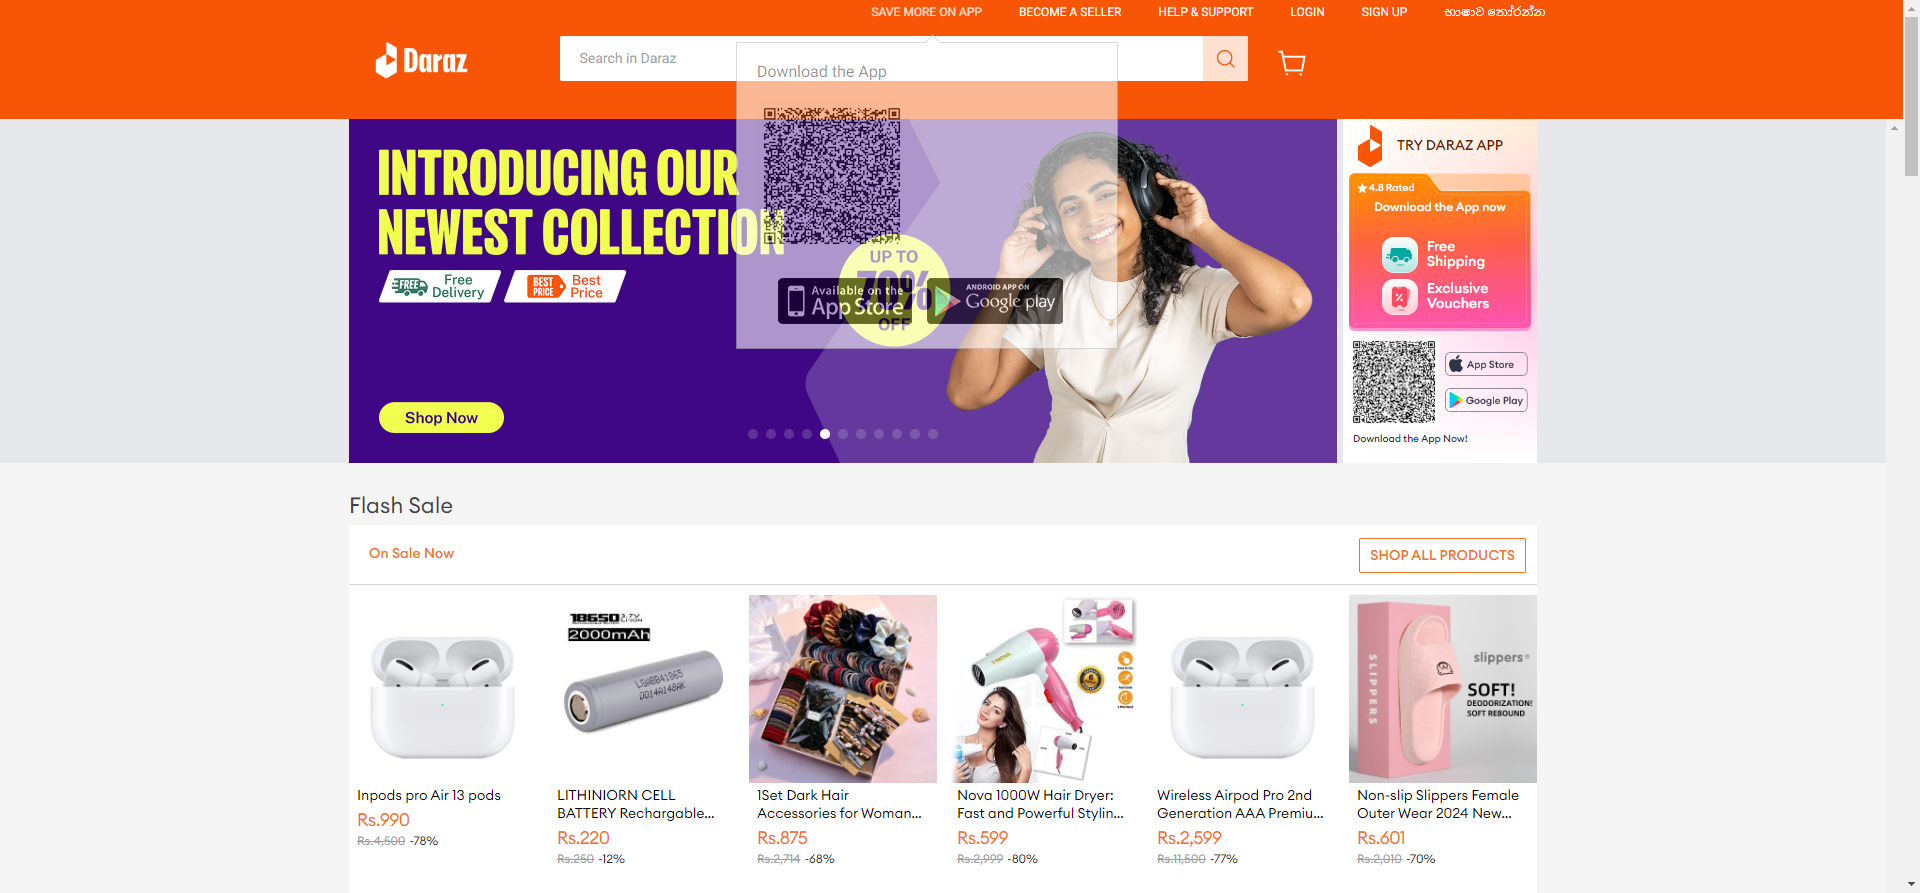 SAVE MORE ON APP
BECOME A SELLER
HELP & SUPPORT
LOGIN
SIGN UP
භාෂාව තෝරන්න
Daraz
Search in Daraz
Download the App
INTRODUCING OUR
NEWEST COLLECTION
FREE Free Delivery
BEST PRICE Best Price
UP TO
70%
OFF
Available on the
App Store
ANDROID APP ON
Google play
Shop Now
TRY DARAZ APP
4.8 Rated
Download the App now
Free
Shipping
Exclusive
Vouchers
App Store
Google Play
Download the App Now!
Flash Sale
On Sale Now
SHOP ALL PRODUCTS
18650 3.7V
LI-ION
2000mAh
LGABB41865
NOVA
SLIPPERS
slippers®
SOFT!
DEODORIZATION!
SOFT REBOUND
Inpods pro Air 13 pods
Rs.990
Rs.4,500 -78%
LITHINIORN CELL
BATTERY Rechargable...
Rs.220
Rs.250 -12%
1Set Dark Hair
Accessories for Woman...
Rs.875
Rs.2,714 -68%
Nova 1000W Hair Dryer:
Fast and Powerful Stylin...
Rs.599
Rs.2,999 -80%
Wireless Airpod Pro 2nd
Generation AAA Premiu...
Rs.2,599
Rs.11,500 -77%
Non-slip Slippers Female
Outer Wear 2024 New...
Rs.601
Rs.2,010 -70%